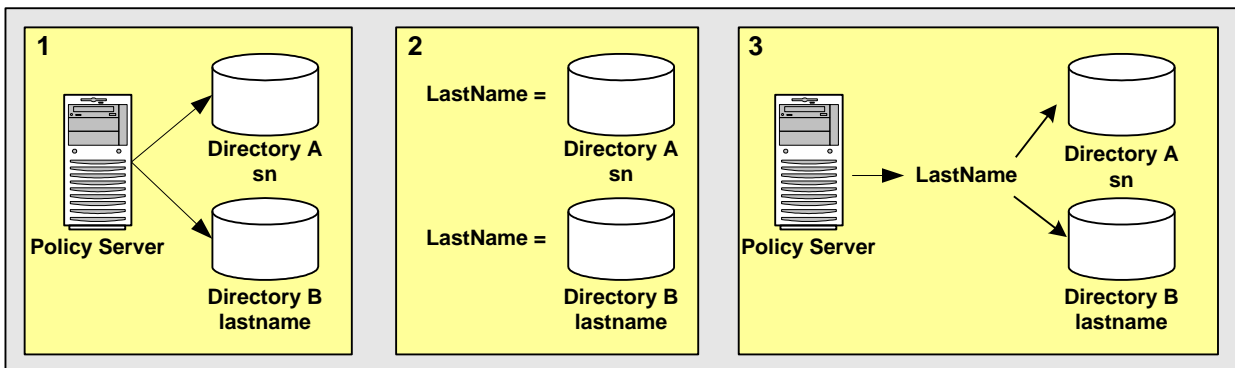 1
Directory A
sn
Policy Server
Directory B
lastname
2
LastName =
Directory A
sn
LastName =
Directory B
lastname
3
Directory A
sn
LastName
Policy Server
Directory B
lastname